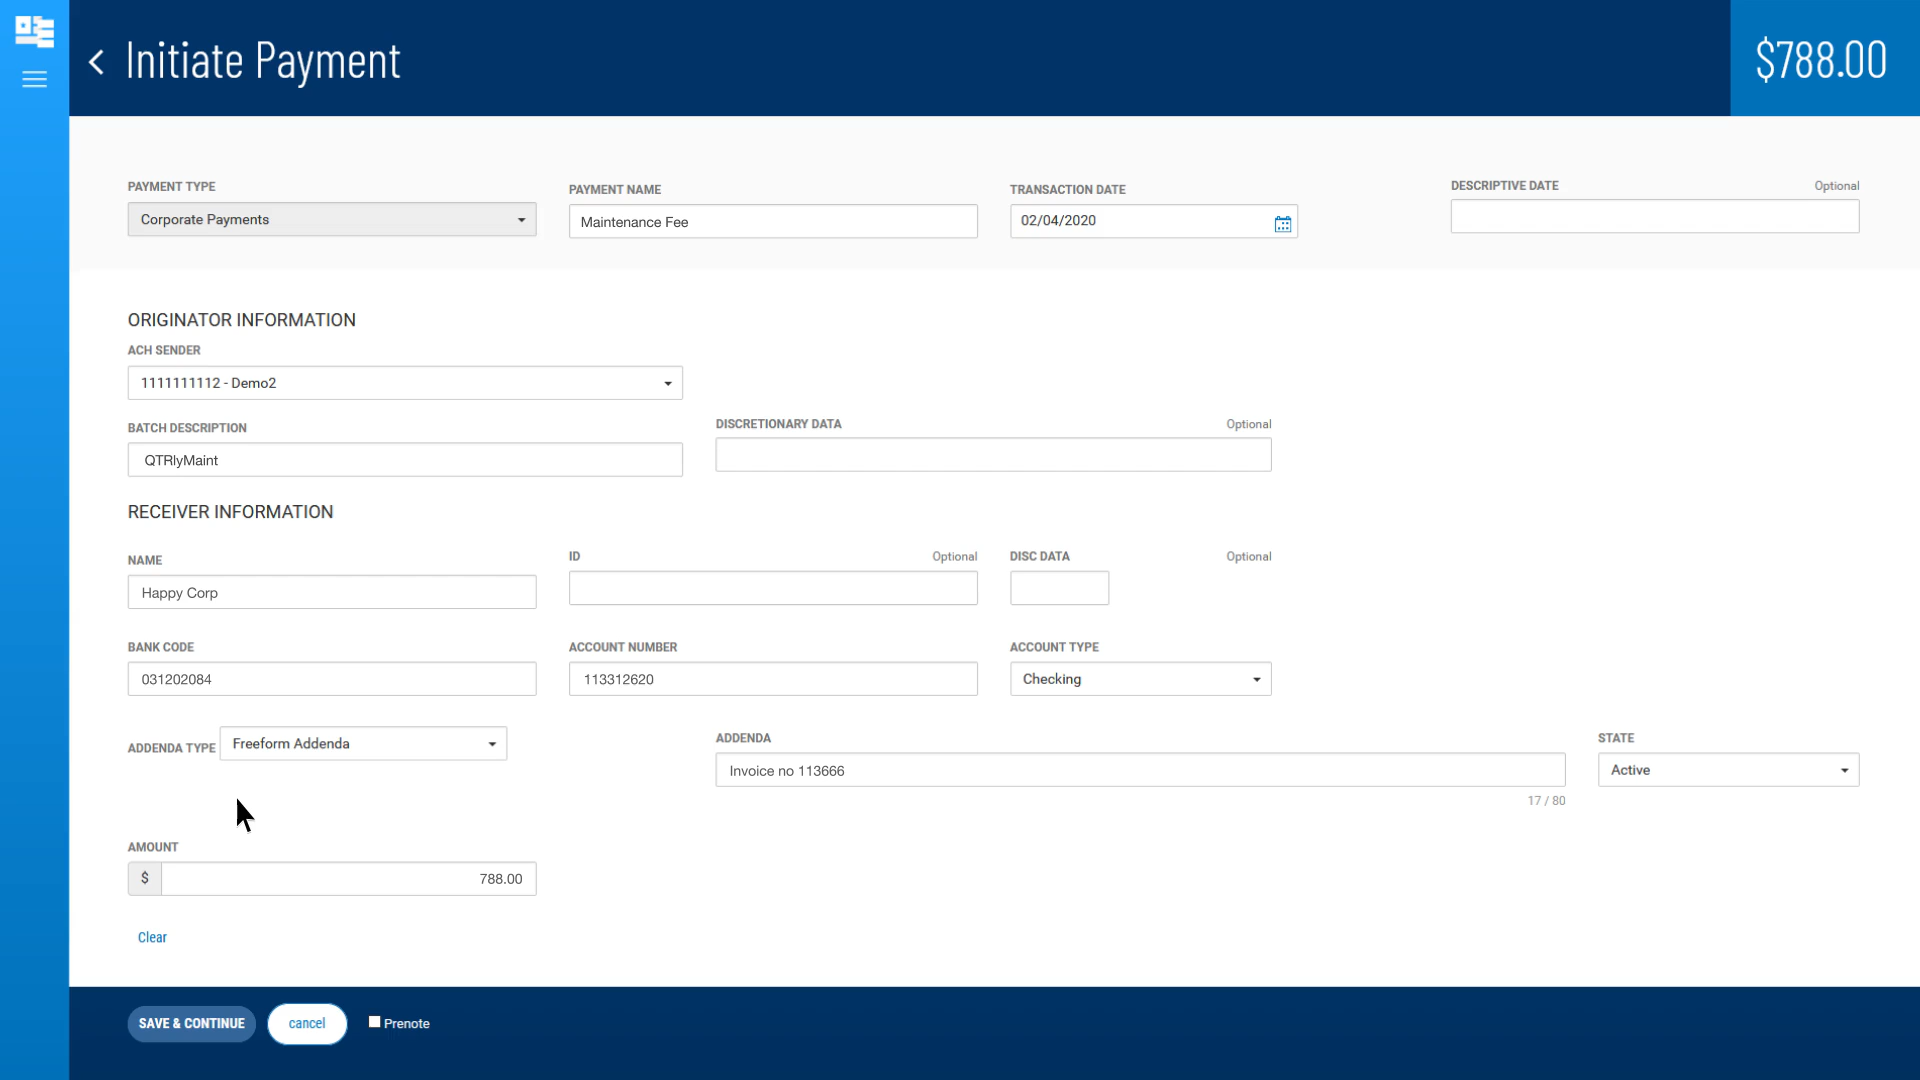 Initiate Payment
$788.00
PAYMENT TYPE
Corporate Payments
PAYMENT NAME
Maintenance Fee
TRANSACTION DATE
02/04/2020
DESCRIPTIVE DATE
Optional
ORIGINATOR INFORMATION
ACH SENDER
1111111112 - Demo2
BATCH DESCRIPTION
QTRlyMaint
DISCRETIONARY DATA
Optional
RECEIVER INFORMATION
NAME
Happy Corp
ID
Optional
DISC DATA
Optional
BANK CODE
031202084
ACCOUNT NUMBER
113312620
ACCOUNT TYPE
Checking
ADDENDA TYPE
Freeform Addenda
ADDENDA
Invoice no 113666
17 / 80
STATE
Active
AMOUNT
$
788.00
Clear
SAVE & CONTINUE
cancel
Prenote